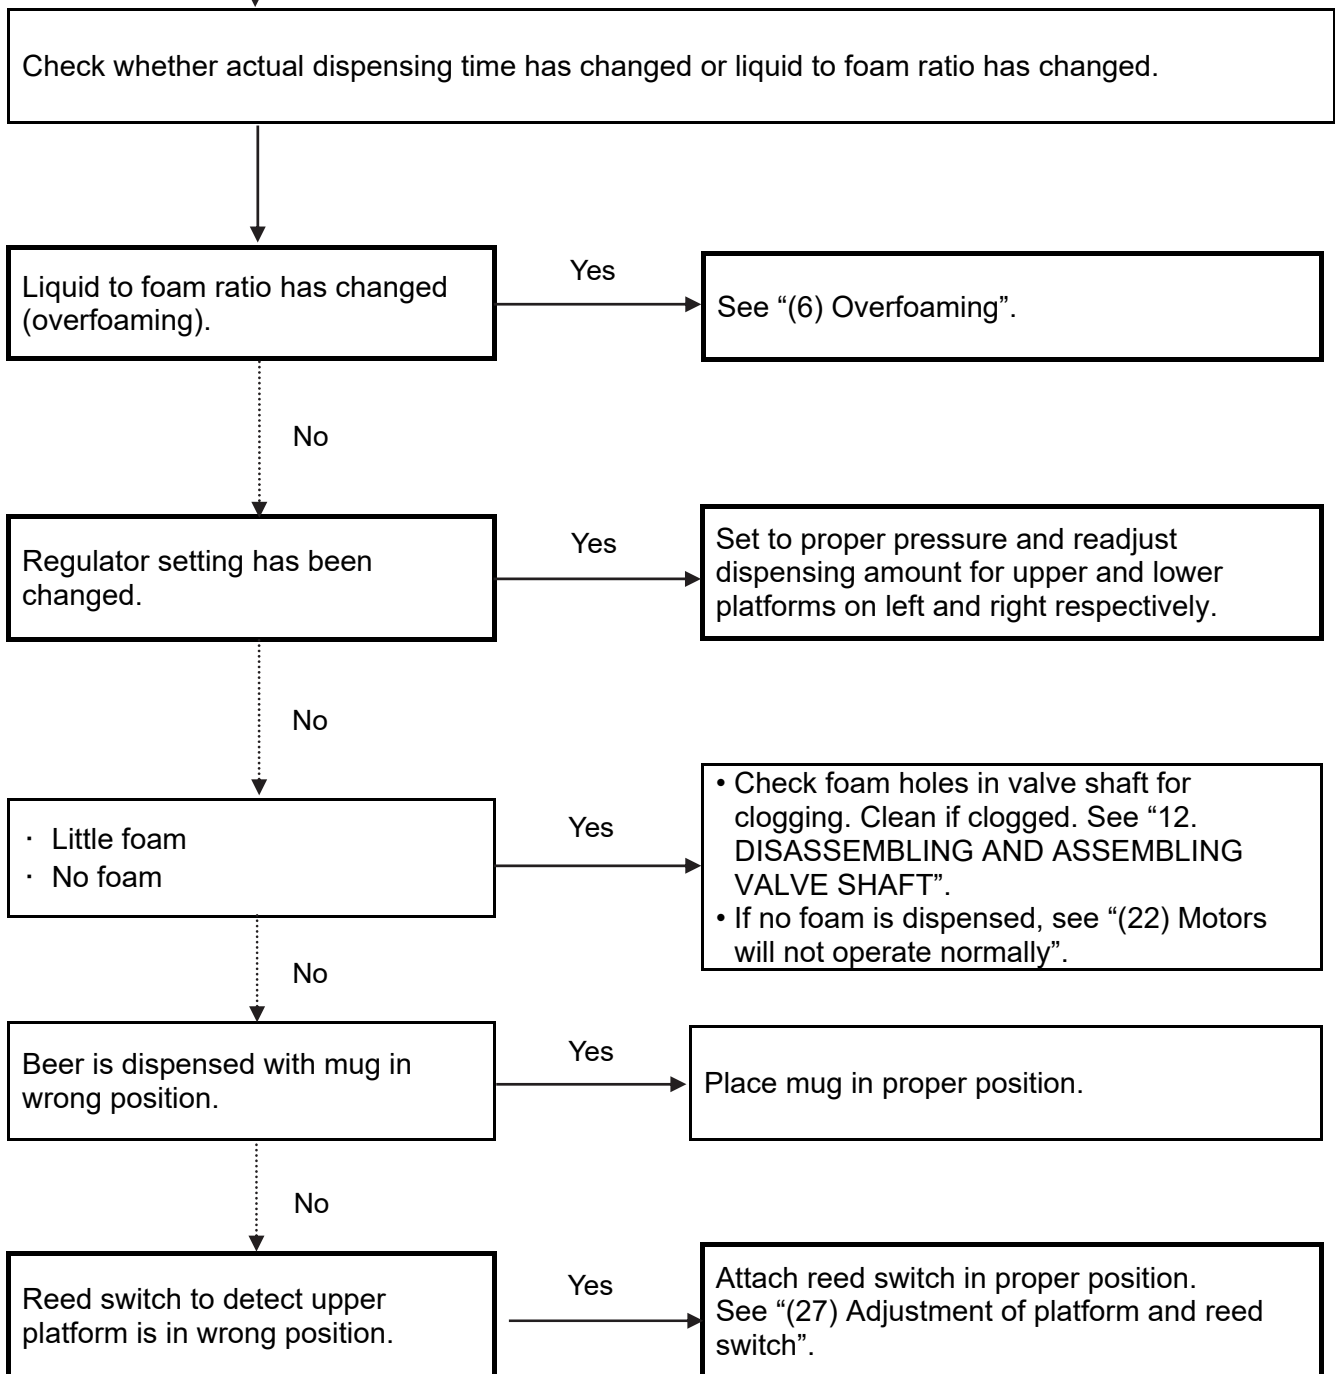 Check whether actual dispensing time has changed or liquid to foam ratio has changed.
Liquid to foam ratio has changed
(overfoaming).
Yes
See “(6) Overfoaming”.
No
Regulator setting has been
changed.
Yes
Set to proper pressure and readjust
dispensing amount for upper and lower
platforms on left and right respectively.
No
· Little foam
· No foam
Yes
• Check foam holes in valve shaft for
clogging. Clean if clogged. See “12.
DISASSEMBLING AND ASSEMBLING
VALVE SHAFT”.
• If no foam is dispensed, see “(22) Motors
will not operate normally”.
No
Beer is dispensed with mug in
wrong position.
Yes
Place mug in proper position.
No
Reed switch to detect upper
platform is in wrong position.
Yes
Attach reed switch in proper position.
See “(27) Adjustment of platform and reed
switch”.